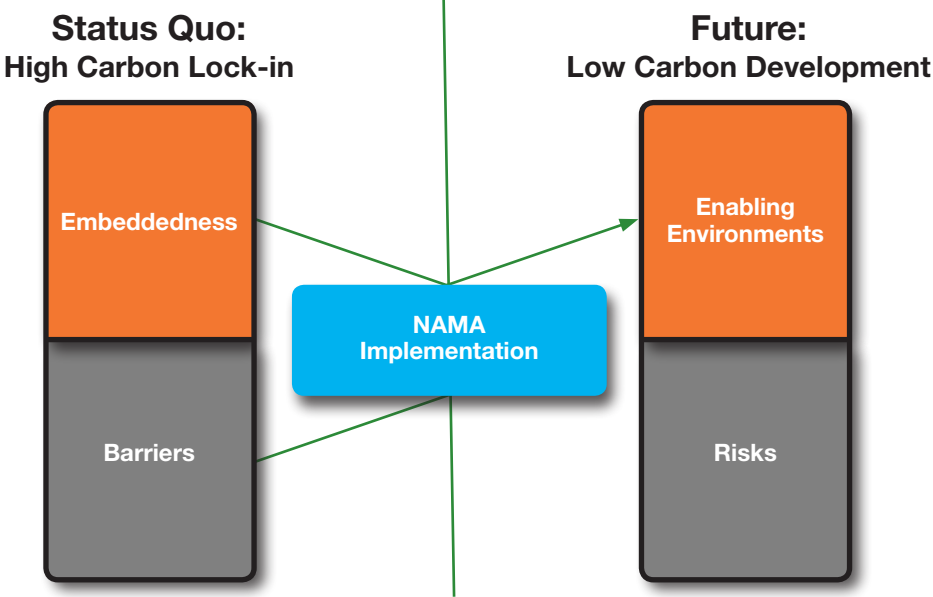 Status Quo:
High Carbon Lock-in
Future:
Low Carbon Development
Embeddedness
Enabling
Environments
NAMA
Implementation
Barriers
Risks